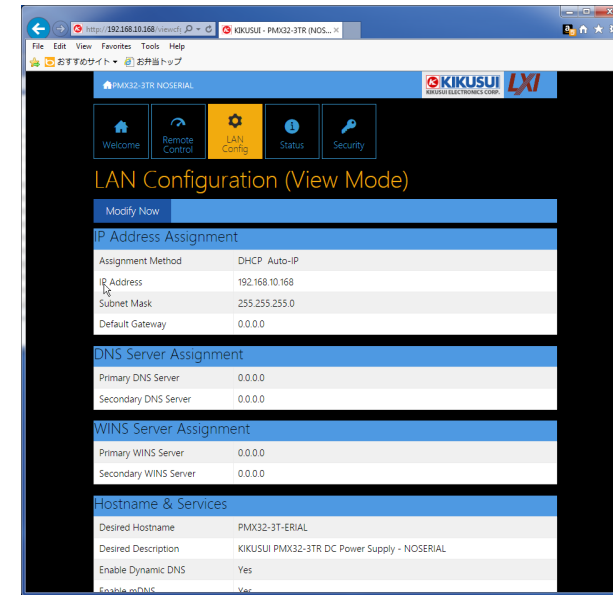 http://192.168.10.168/viewcfg
KIKUSUI - PMX32-3TR (NOS...
File Edit View Favorites Tools Help
おすすめサイト お弁当トップ
PMX32-3TR NOSERIAL
KIKUSUI
KIKUSUI ELECTRONICS CORP.
LXI
Welcome
Remote Control
LAN Config
Status
Security
LAN Configuration (View Mode)
Modify Now
IP Address Assignment
Assignment Method DHCP Auto-IP
IP Address 192.168.10.168
Subnet Mask 255.255.255.0
Default Gateway 0.0.0.0
DNS Server Assignment
Primary DNS Server 0.0.0.0
Secondary DNS Server 0.0.0.0
WINS Server Assignment
Primary WINS Server 0.0.0.0
Secondary WINS Server 0.0.0.0
Hostname & Services
Desired Hostname PMX32-3T-ERIAL
Desired Description KIKUSUI PMX32-3TR DC Power Supply - NOSERIAL
Enable Dynamic DNS Yes
Enable mDNS Yes